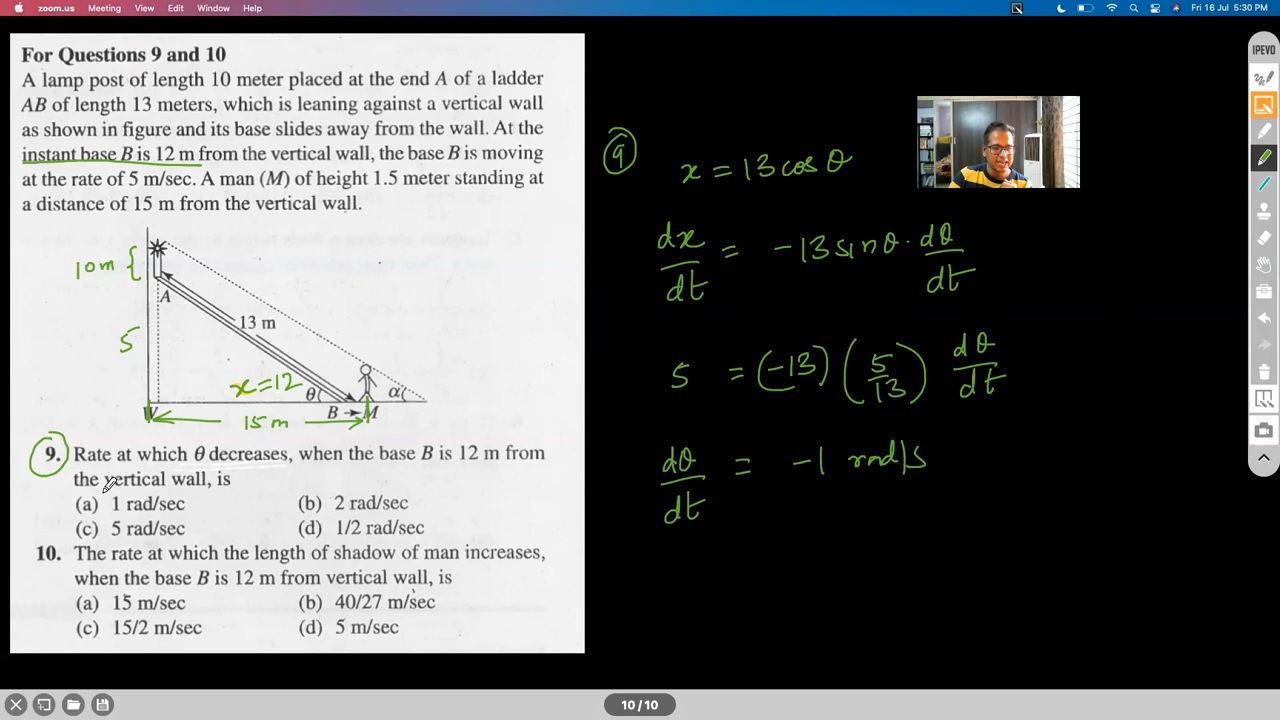 zoom.us Meeting View Edit Window Help Fri 16 Jul 5:30 PM
IPEVO
For Questions 9 and 10
A lamp post of length 10 meter placed at the end A of a ladder
AB of length 13 meters, which is leaning against a vertical wall
as shown in figure and its base slides away from the wall. At the
instant base B is 12 m from the vertical wall, the base B is moving
at the rate of 5 m/sec. A man (M) of height 1.5 meter standing at
a distance of 15 m from the vertical wall.
10m {
A
13 m
5
x=12
θ
α
W
B → M
15 m
9. Rate at which θ decreases, when the base B is 12 m from
the vertical wall, is
(a) 1 rad/sec (b) 2 rad/sec
(c) 5 rad/sec (d) 1/2 rad/sec
10. The rate at which the length of shadow of man increases,
when the base B is 12 m from vertical wall, is
(a) 15 m/sec (b) 40/27 m/sec
(c) 15/2 m/sec (d) 5 m/sec
9
x = 13 cos θ
dx/dt = -13 sin θ · dθ/dt
5 = (-13) (5/13) dθ/dt
dθ/dt = -1 rad/s
10 / 10